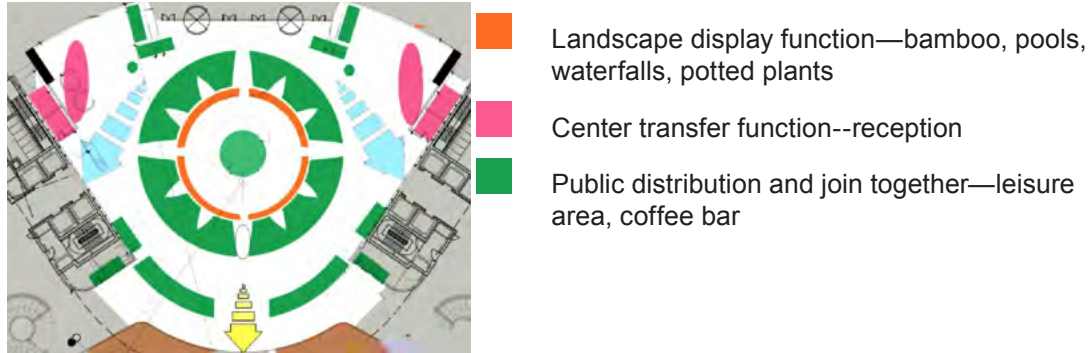 Landscape display function—bamboo, pools,
waterfalls, potted plants
Center transfer function--reception
Public distribution and join together—leisure
area, coffee bar